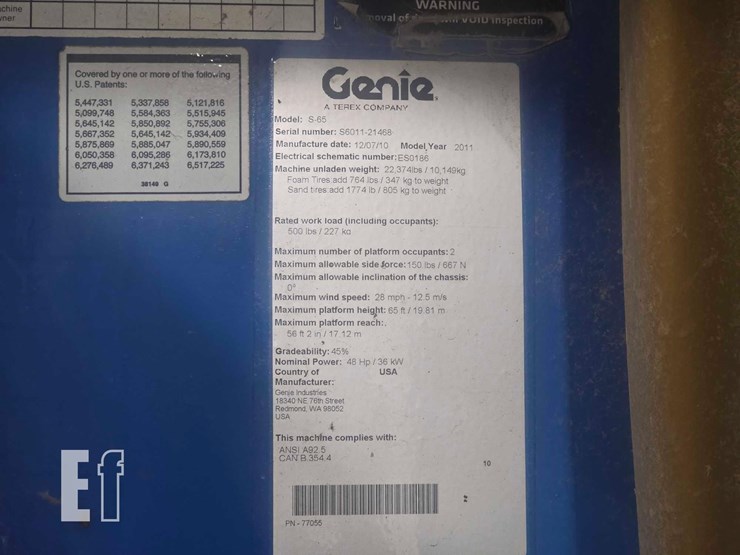 WARNING
Inspection
Covered by one or more of the following
U.S. Patents:
5,447,331 5,337,858 5,121,816
5,099,748 5,584,363 5,515,945
5,645,142 5,850,892 5,755,306
5,667,352 5,645,142 5,934,409
5,875,869 5,885,047 5,890,559
6,050,358 6,095,286 6,173,810
6,276,489 6,371,243 6,517,225
38149 G
Genie
A TEREX COMPANY
Model: S-65
Serial number: S6011-21468
Manufacture date: 12/07/10 Model Year 2011
Electrical schematic number: ES0186
Machine unladen weight: 22,374lbs / 10,149kg
Foam Tires:add 764 lbs / 347 kg to weight
Sand tires:add 1774 lb / 805 kg to weight
Rated work load (including occupants):
500 lbs / 227 kg
Maximum number of platform occupants: 2
Maximum allowable side force: 150 lbs / 667 N
Maximum allowable inclination of the chassis:
0°
Maximum wind speed: 28 mph - 12.5 m/s
Maximum platform height: 65 ft / 19.81 m
Maximum platform reach:
56 ft 2 in / 17.12 m
Gradeability: 45%
Nominal Power: 48 Hp / 36 kW
Country of USA
Manufacturer:
Genie Industries
18340 NE 76th Street
Redmond, WA 98052
USA
This machine complies with:
ANSI A92.5
CAN B.354.4
10
PN - 77055
Ef